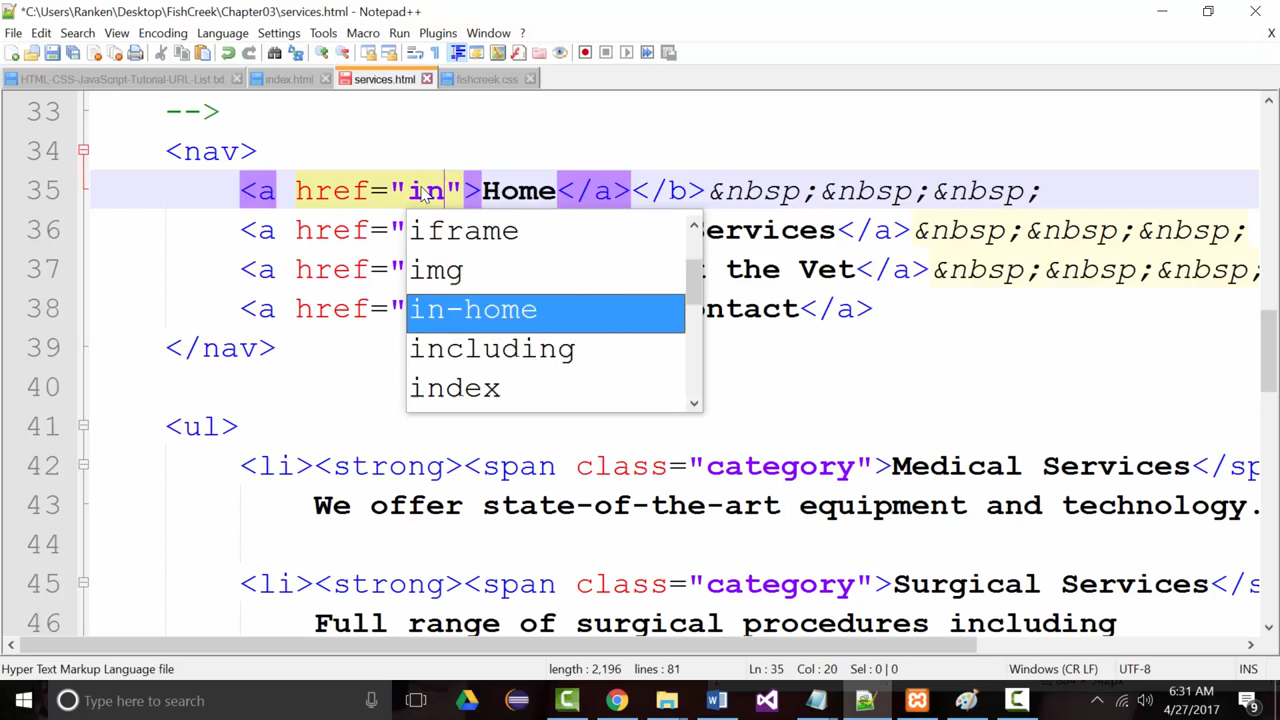 *C:\Users\Ranken\Desktop\FishCreek\Chapter03\services.html - Notepad++
File Edit Search View Encoding Language Settings Tools Macro Run Plugins Window ? X
HTML-CSS-JavaScript-Tutorial-URL-List.txt index.html services.html fishcreek.css
33 -->
34 <nav>
35 <a href="in">Home</a></b>&nbsp;&nbsp;&nbsp;
36 <a href=" ervices</a>&nbsp;&nbsp;&nbsp;
37 <a href=" the Vet</a>&nbsp;&nbsp;&nbsp;
38 <a href=" ontact</a>
iframe
img
in-home
including
index
39 </nav>
40
41 <ul>
42 <li><strong><span class="category">Medical Services</sp
43 We offer state-of-the-art equipment and technology.
44
45 <li><strong><span class="category">Surgical Services</s
46 Full range of surgical procedures including
Hyper Text Markup Language file length : 2,196 lines : 81 Ln : 35 Col : 20 Sel : 0 | 0 Windows (CR LF) UTF-8 INS
Type here to search
6:31 AM
4/27/2017
9